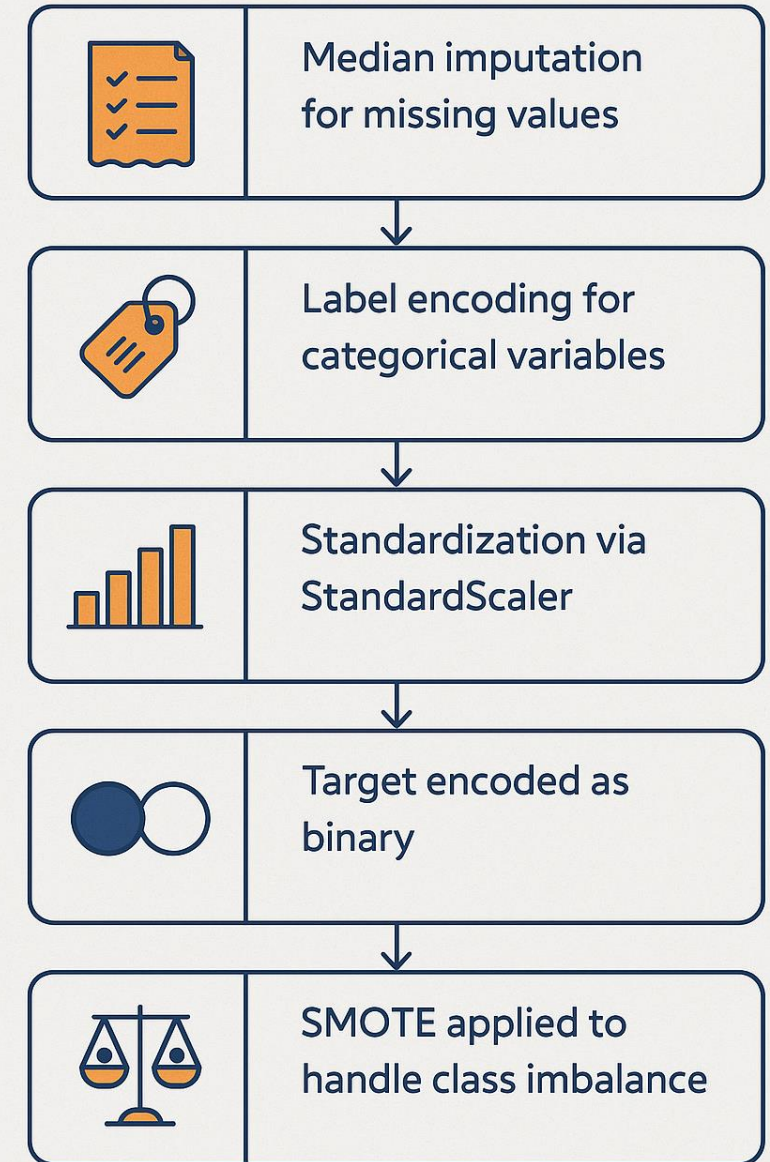 Median imputation
for missing values
Label encoding for
categorical variables
Standardization via
StandardScaler
Target encoded as
binary
SMOTE applied to
handle class imbalance